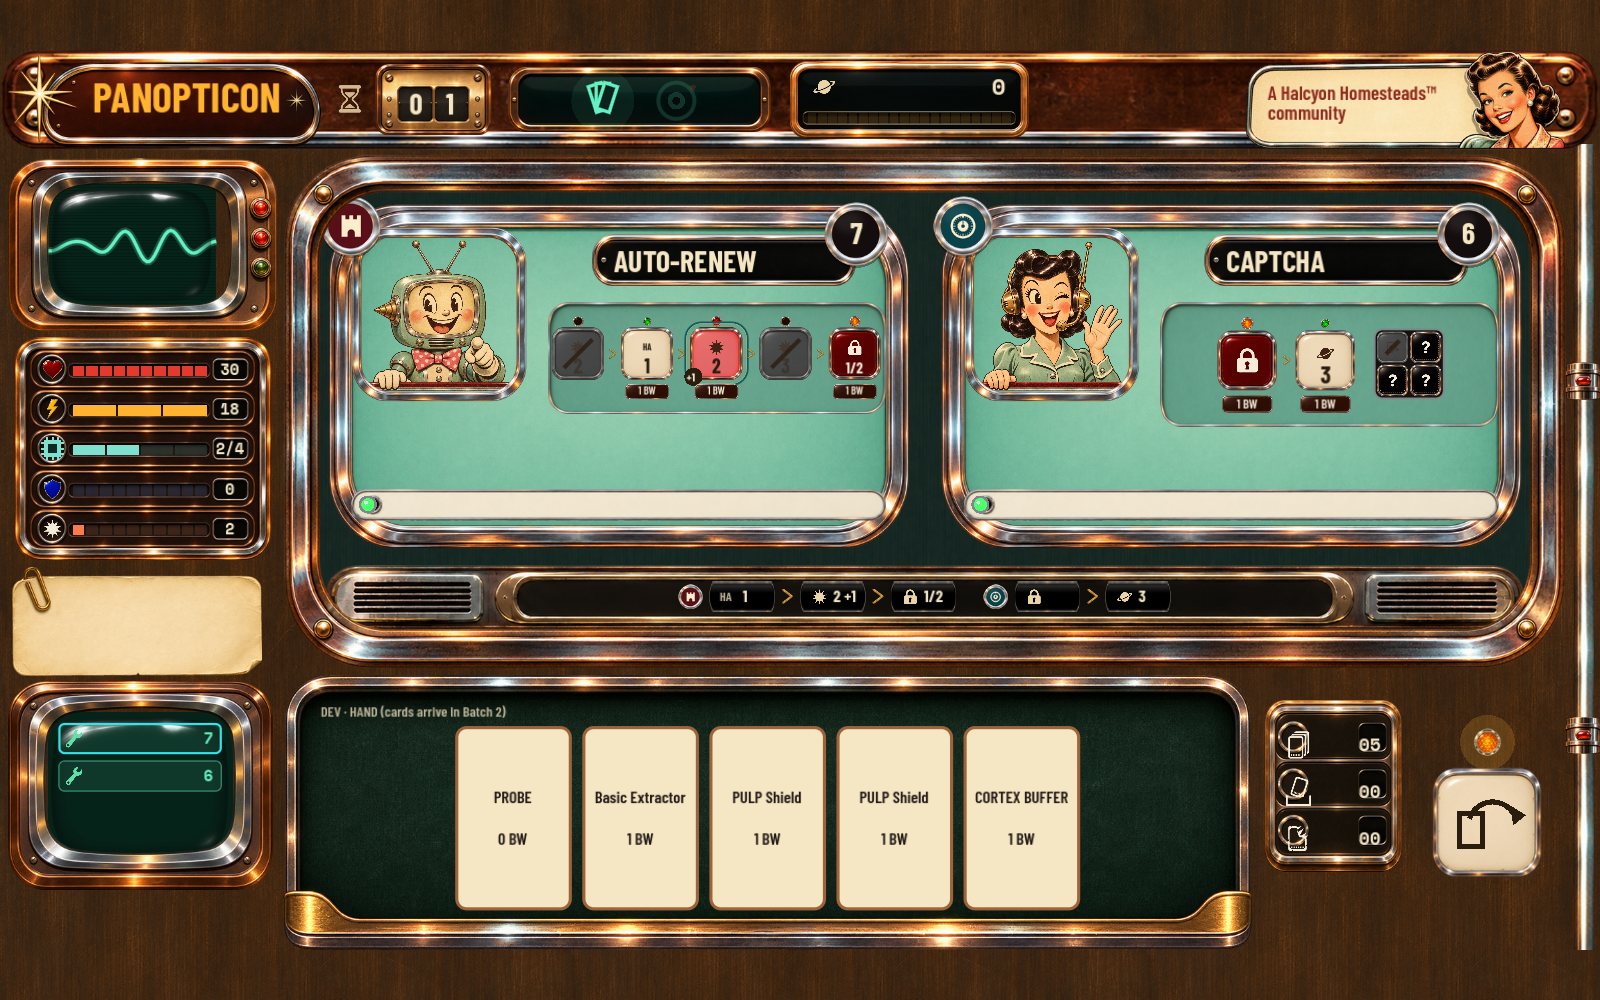 PANOPTICON
01
0
A Halcyon Homesteads™
community
30
18
2/4
0
2
7
6
AUTO-RENEW
7
2
HA
1
1 BW
2
+1
1 BW
3
1/2
1 BW
CAPTCHA
6
1 BW
3
1 BW
?
? ?
HA 1
2 +1
1/2
3
DEV · HAND (cards arrive in Batch 2)
PROBE
0 BW
Basic Extractor
1 BW
PULP Shield
1 BW
PULP Shield
1 BW
CORTEX BUFFER
1 BW
05
00
00